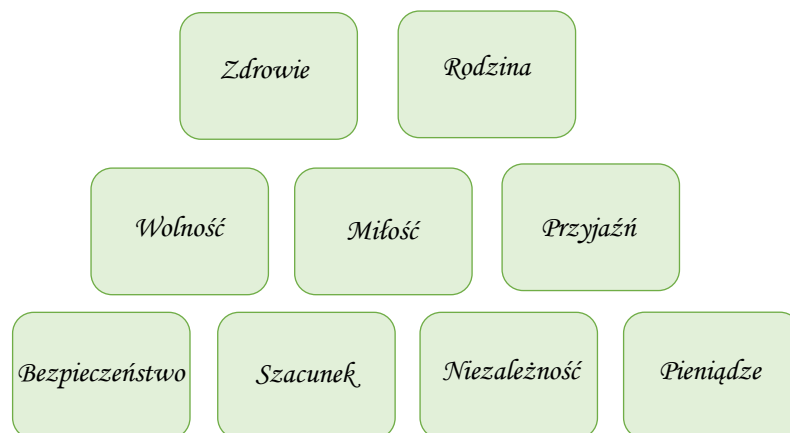 Zdrowie
Rodzina
Wolność
Miłość
Przyjaźń
Bezpieczeństwo
Szacunek
Niezależność
Pieniądze